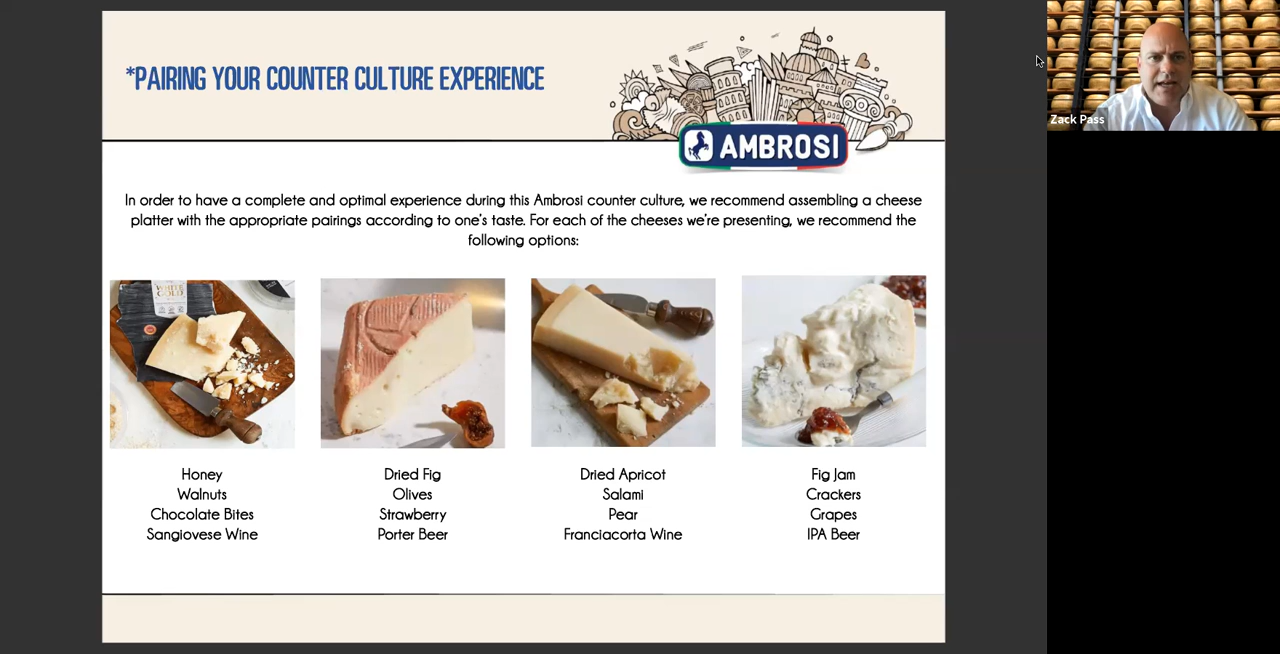 *PAIRING YOUR COUNTER CULTURE EXPERIENCE
AMBROSI
Zack Pass
In order to have a complete and optimal experience during this Ambrosi counter culture, we recommend assembling a cheese
platter with the appropriate pairings according to one's taste. For each of the cheeses we're presenting, we recommend the
following options:
WHITE
GOLD
Honey
Walnuts
Chocolate Bites
Sangiovese Wine
Dried Fig
Olives
Strawberry
Porter Beer
Dried Apricot
Salami
Pear
Franciacorta Wine
Fig Jam
Crackers
Grapes
IPA Beer